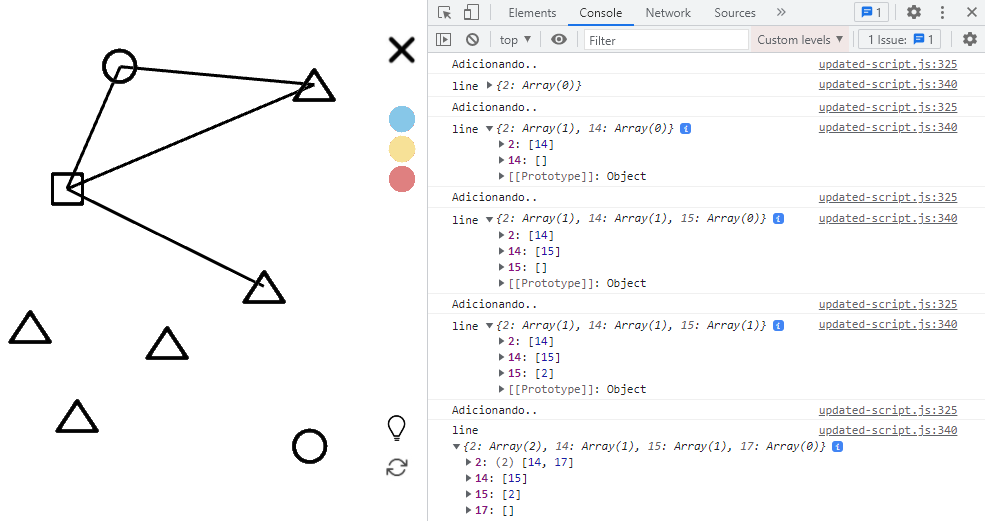 Elements Console Network Sources » 1
top ▼ Filter Custom levels ▼ 1 Issue: 1
Adicionando.. updated-script.js:325
line ▶ {2: Array(0)} updated-script.js:340
Adicionando.. updated-script.js:325
line ▼ {2: Array(1), 14: Array(0)} i updated-script.js:340
▶ 2: [14]
▶ 14: []
▶ [[Prototype]]: Object
Adicionando.. updated-script.js:325
line ▼ {2: Array(1), 14: Array(1), 15: Array(0)} i updated-script.js:340
▶ 2: [14]
▶ 14: [15]
▶ 15: []
▶ [[Prototype]]: Object
Adicionando.. updated-script.js:325
line ▼ {2: Array(1), 14: Array(1), 15: Array(1)} i updated-script.js:340
▶ 2: [14]
▶ 14: [15]
▶ 15: [2]
▶ [[Prototype]]: Object
Adicionando.. updated-script.js:325
line updated-script.js:340
▼ {2: Array(2), 14: Array(1), 15: Array(1), 17: Array(0)} i
▶ 2: (2) [14, 17]
▶ 14: [15]
▶ 15: [2]
▶ 17: []